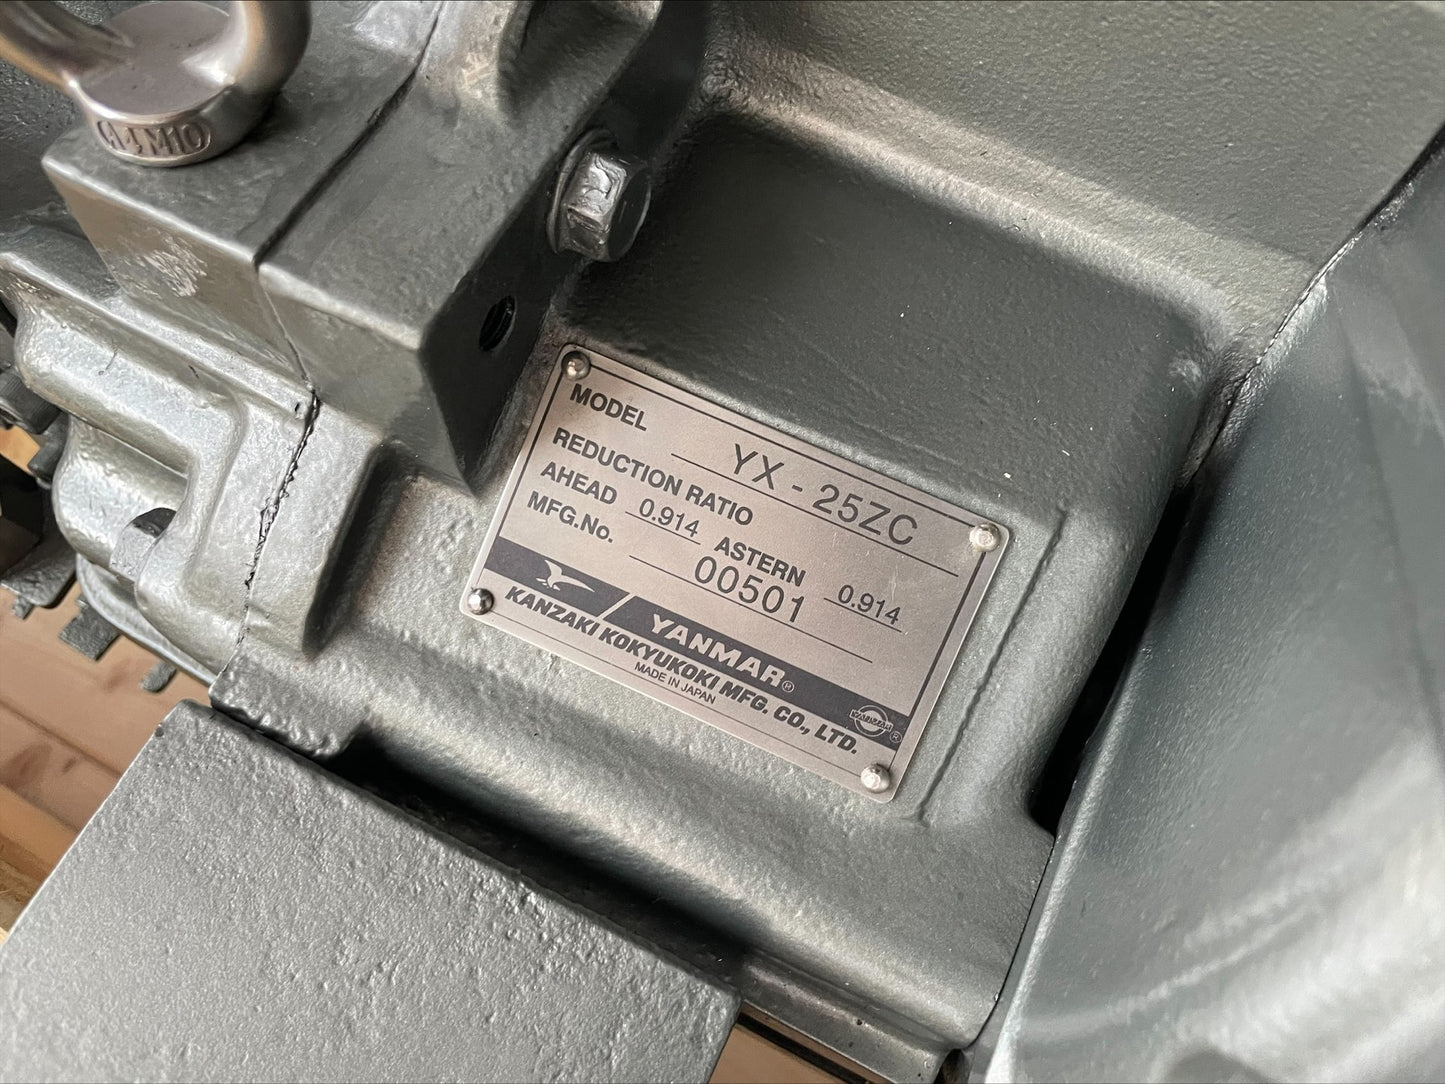 M10
MODEL YX-25ZC
REDUCTION RATIO
AHEAD 0.914 ASTERN 0.914
MFG.No. 00501
YANMAR®
KANZAKI KOKYUKOKI MFG. CO., LTD.
MADE IN JAPAN
YANMAR ®